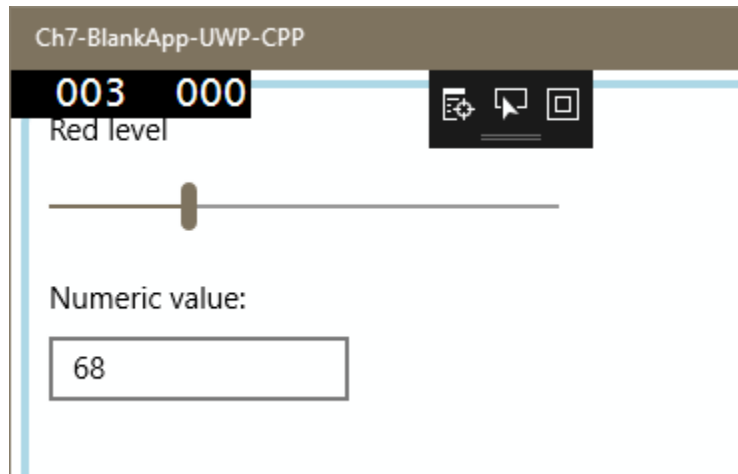 Ch7-BlankApp-UWP-CPP
003 000
Red level
Numeric value:
68